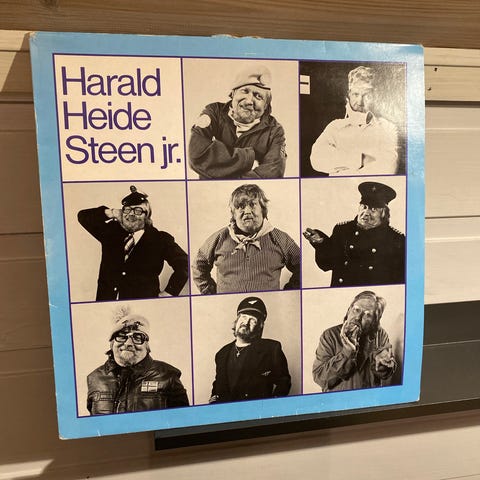 Harald
Heide
Steen jr.